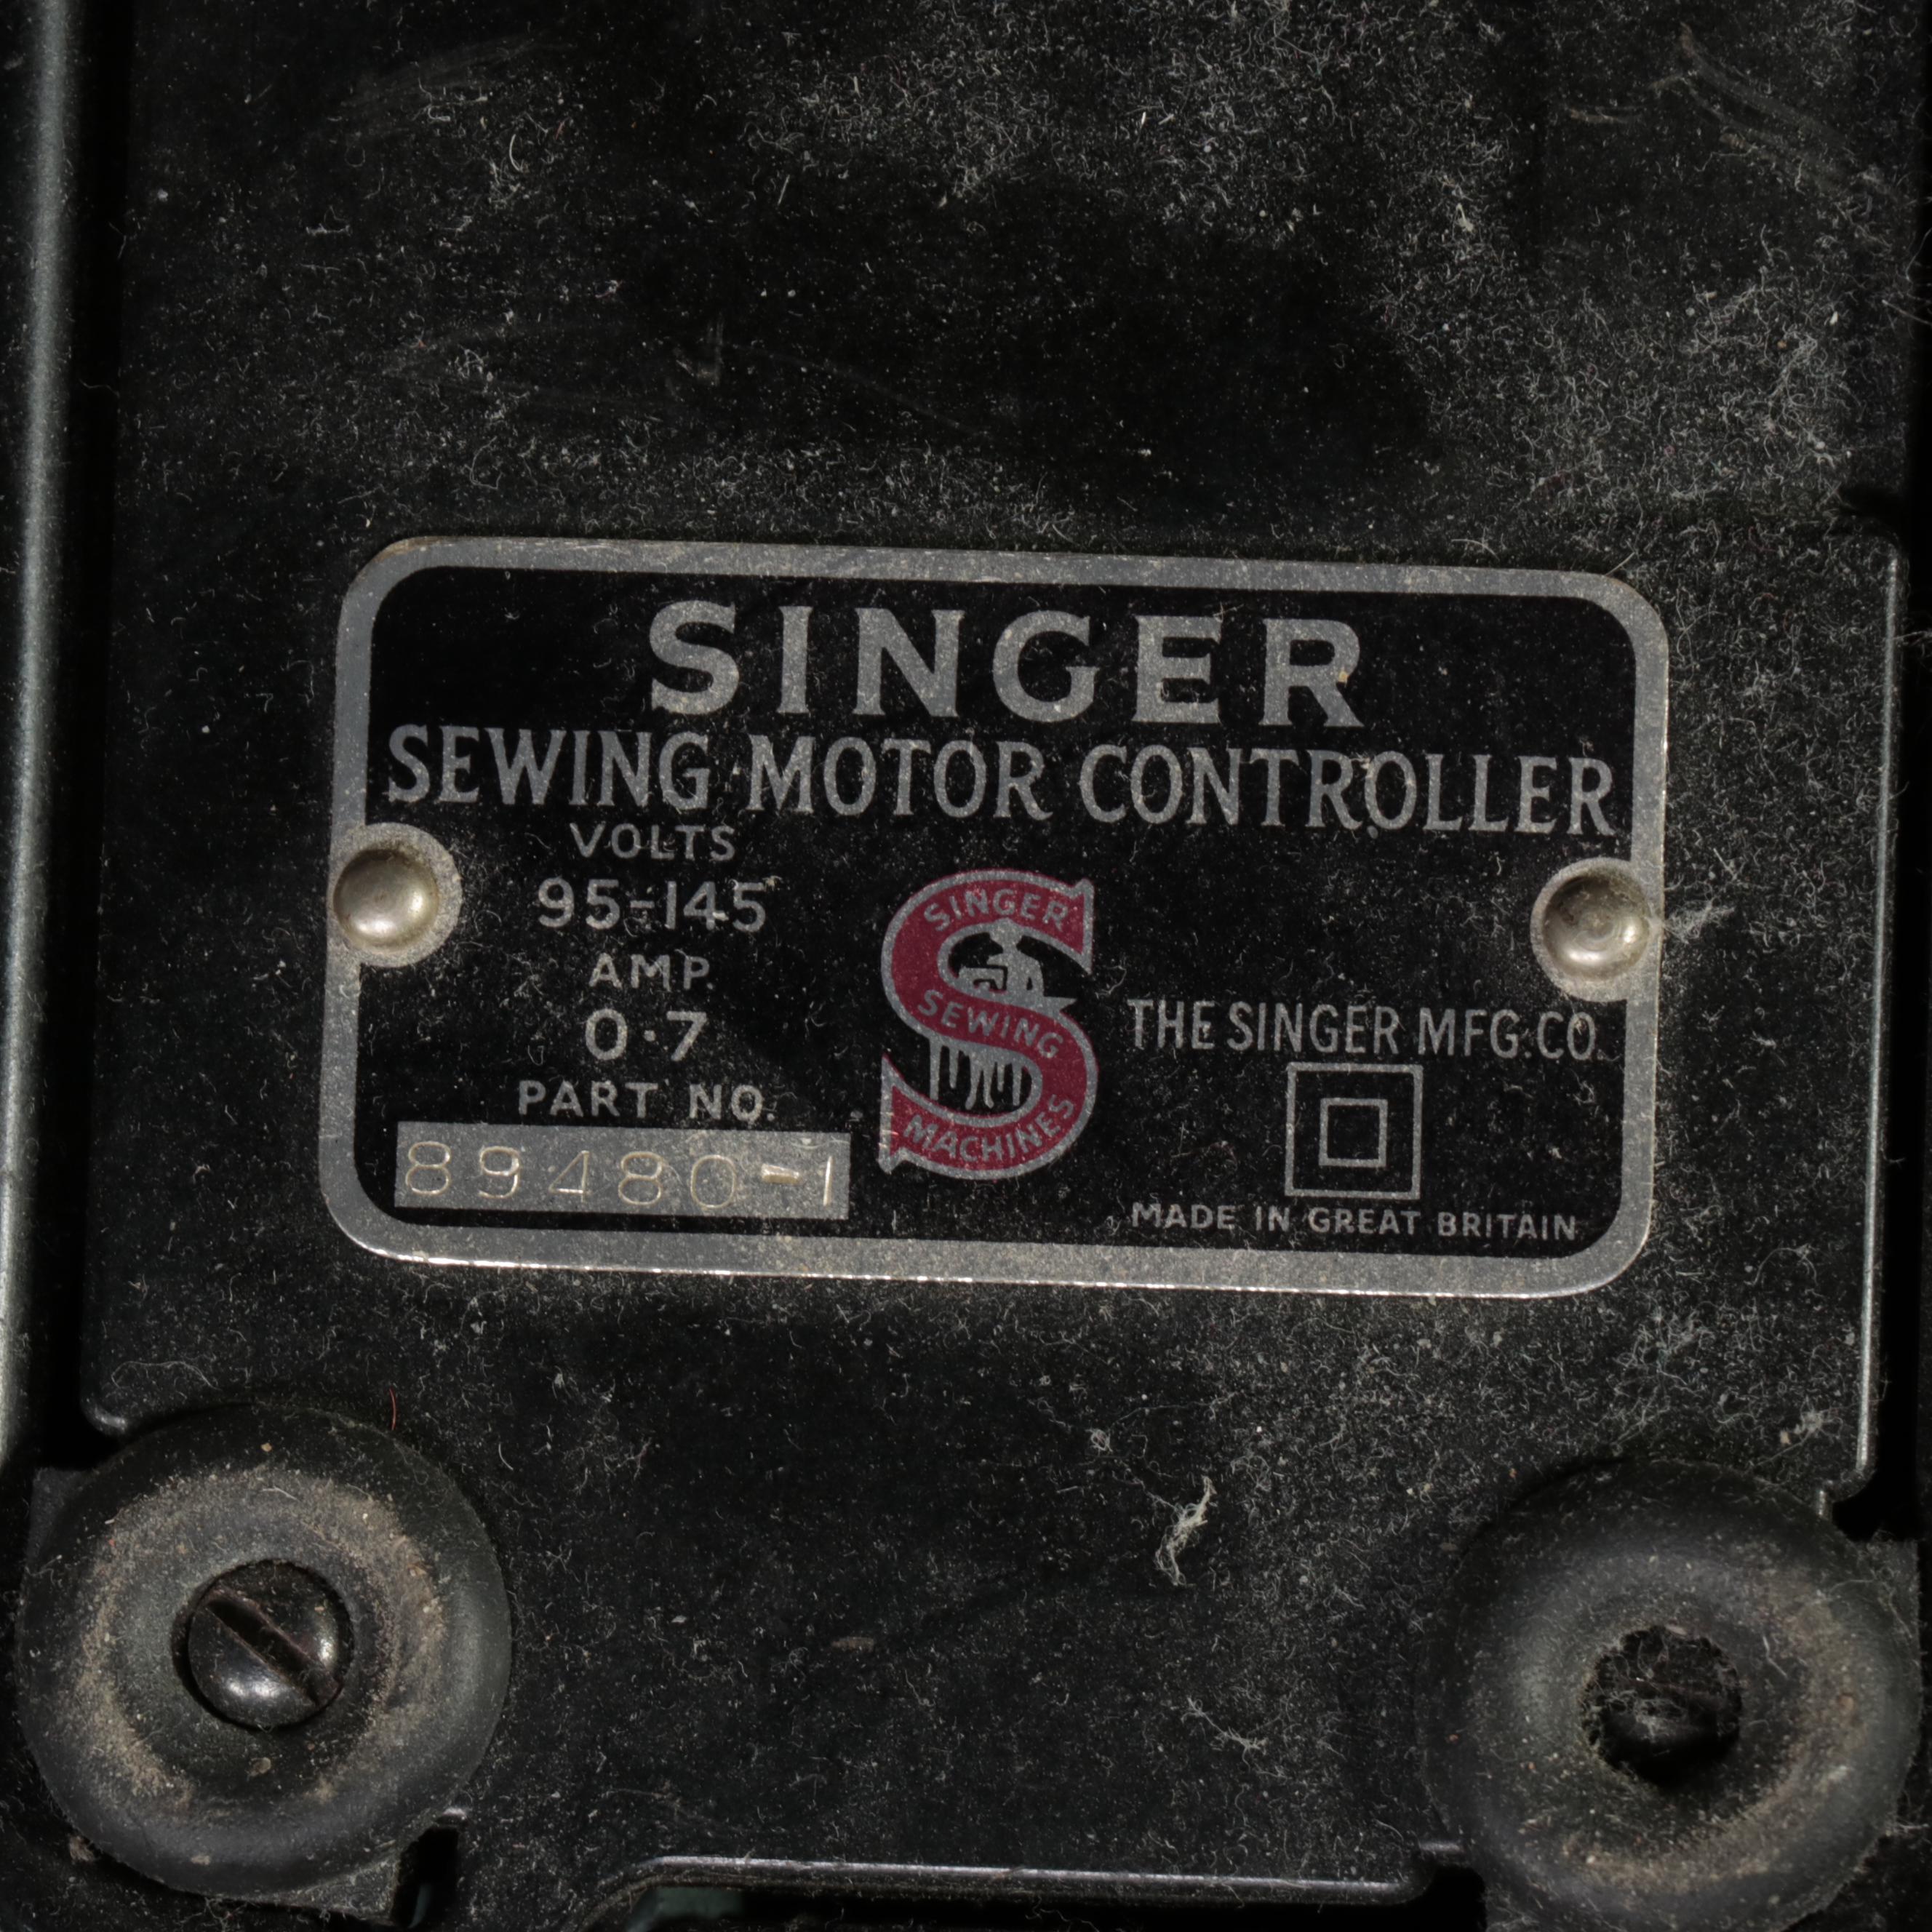 SINGER
SEWING MOTOR CONTROLLER
VOLTS
95-145
AMP.
0·7
PART NO.
89480-1
SINGER
SEWING
MACHINES
THE SINGER MFG. CO.
MADE IN GREAT BRITAIN